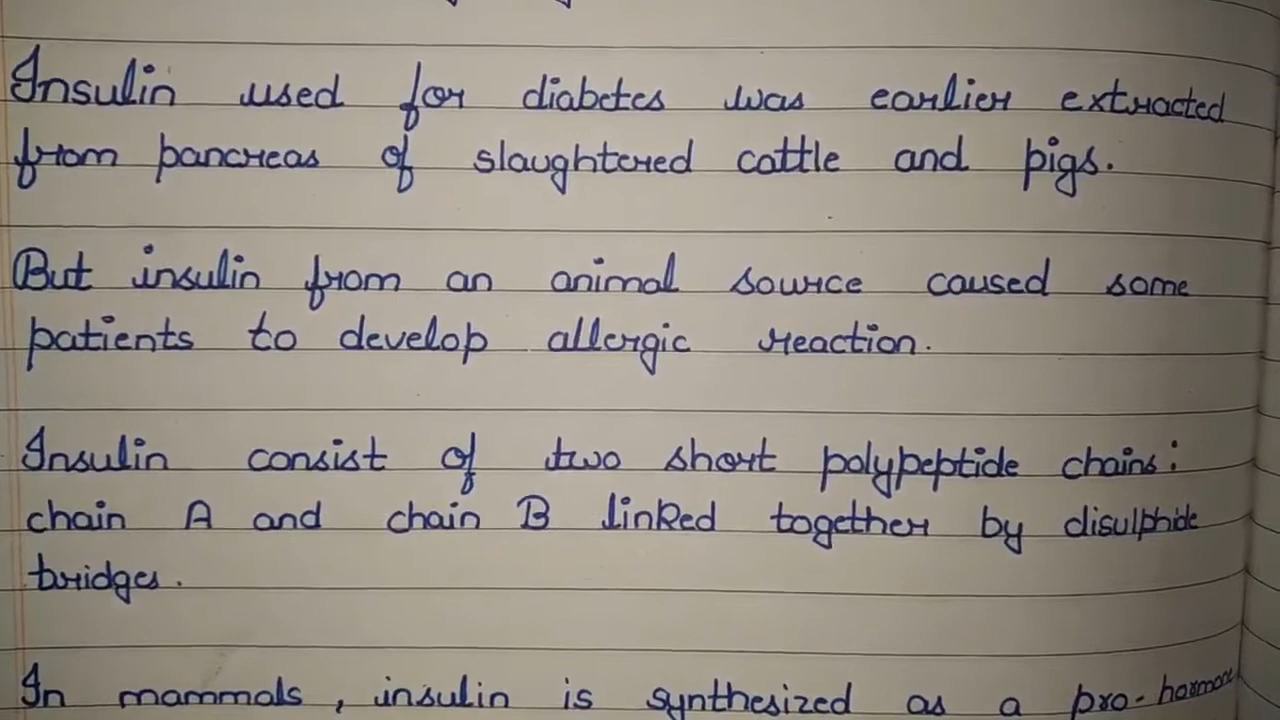 Insulin used for diabetes was earlier extracted
from pancreas of slaughtered cattle and pigs.
But insulin from an animal source caused some
patients to develop allergic reaction.
Insulin consist of two short polypeptide chains:
chain A and chain B linked together by disulphide
bridges.
In mammals, insulin is synthesized as a pro-hormone